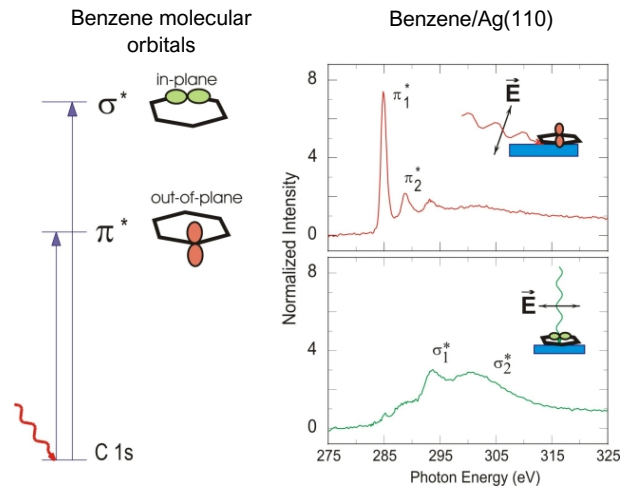 Benzene molecular
orbitals
σ*
in-plane
π*
out-of-plane
C 1s
Benzene/Ag(110)
Normalized Intensity
8
4
0
π₁*
π₂*
E
8
4
0
σ₁*
σ₂*
E
275 285 295 305 315 325
Photon Energy (eV)